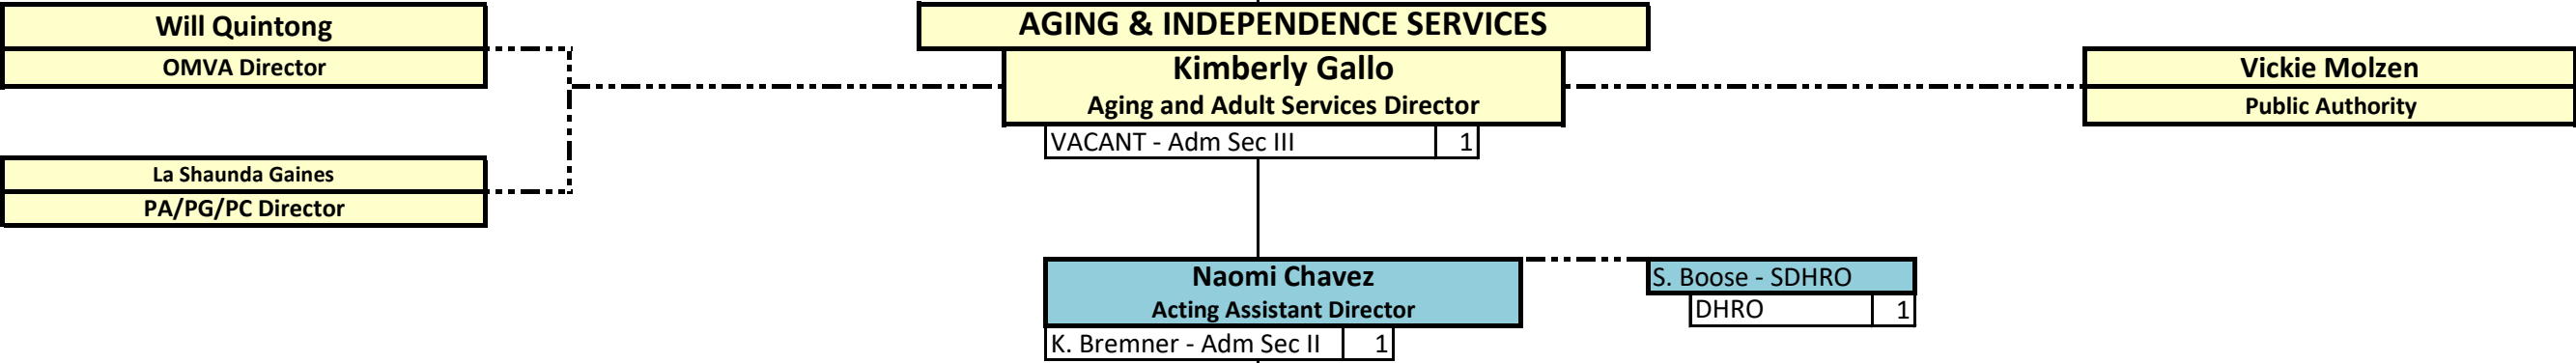 Will Quintong
OMVA Director
La Shaunda Gaines
PA/PG/PC Director
AGING & INDEPENDENCE SERVICES
Kimberly Gallo
Aging and Adult Services Director
VACANT - Adm Sec III 1
Vickie Molzen
Public Authority
Naomi Chavez
Acting Assistant Director
K. Bremner - Adm Sec II 1
S. Boose - SDHRO
DHRO 1